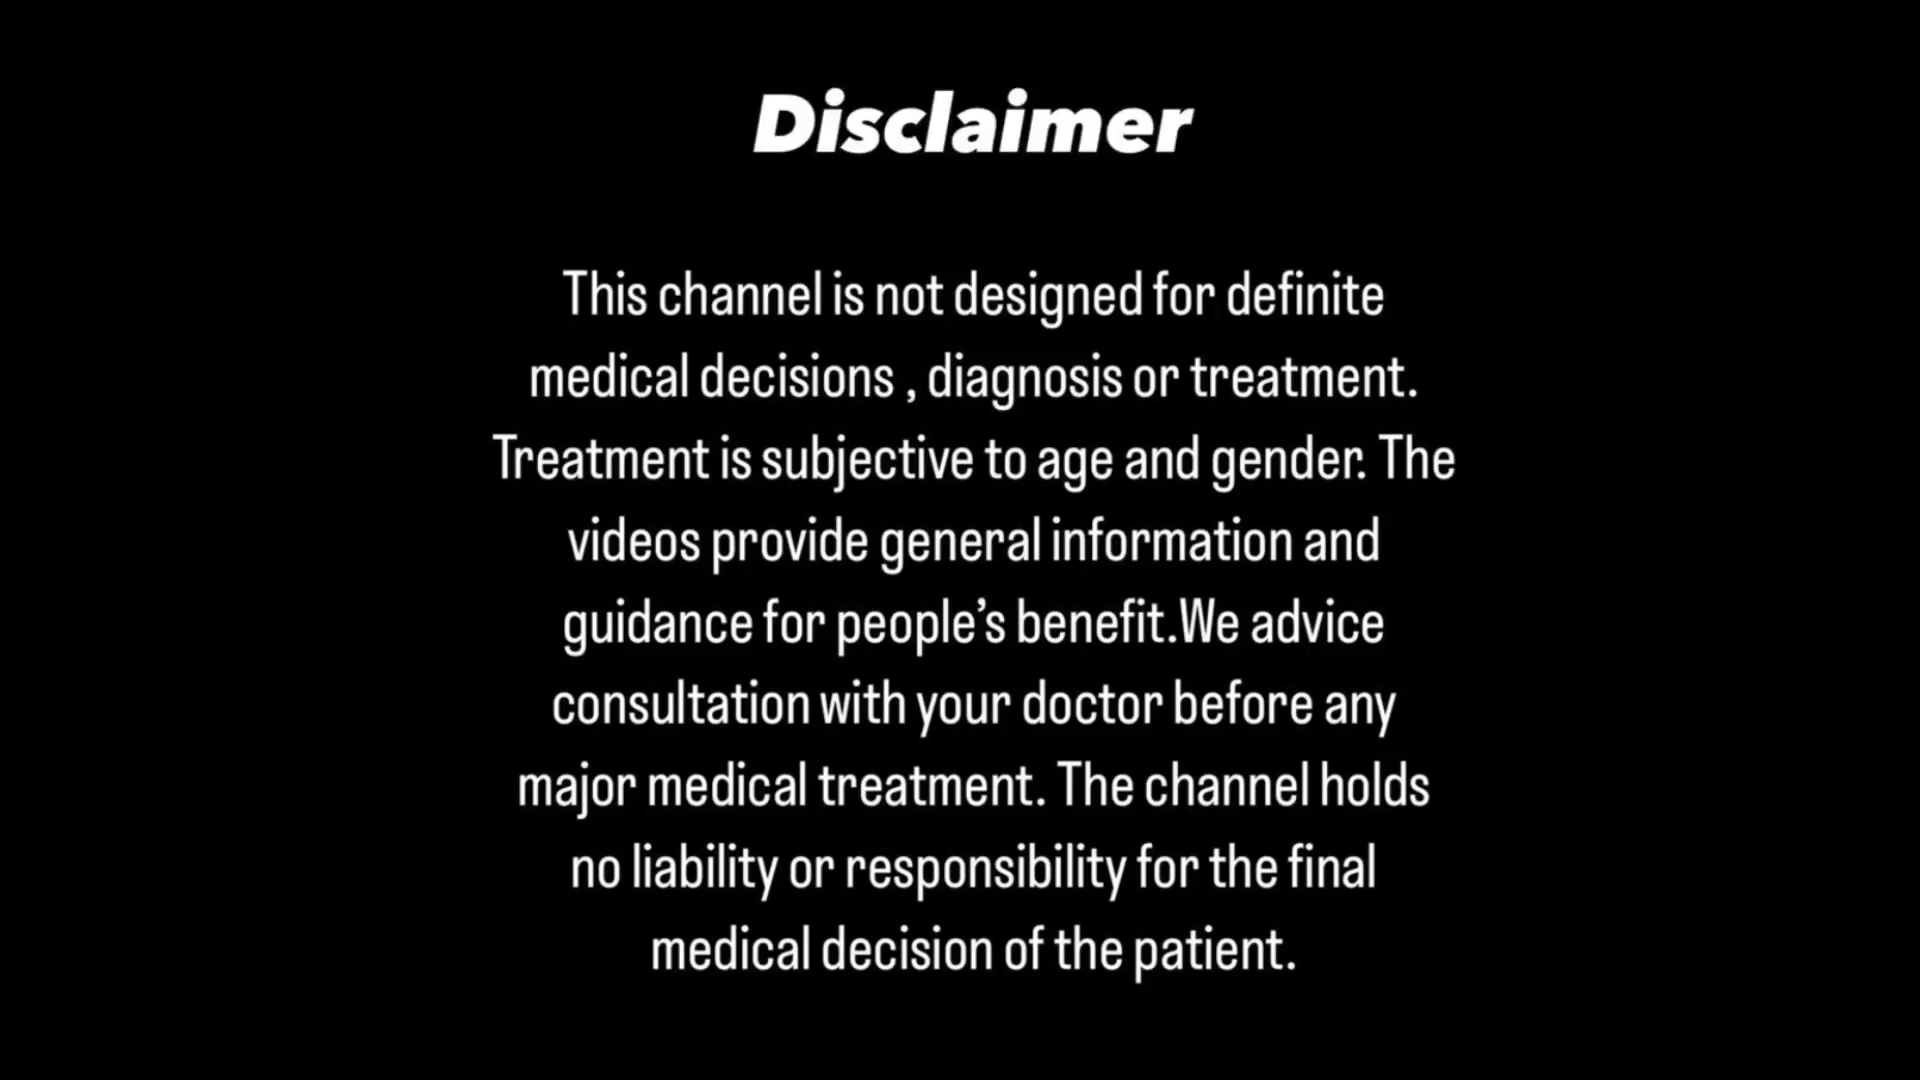 Disclaimer
This channel is not designed for definite
medical decisions , diagnosis or treatment.
Treatment is subjective to age and gender. The
videos provide general information and
guidance for people’s benefit.We advice
consultation with your doctor before any
major medical treatment. The channel holds
no liability or responsibility for the final
medical decision of the patient.